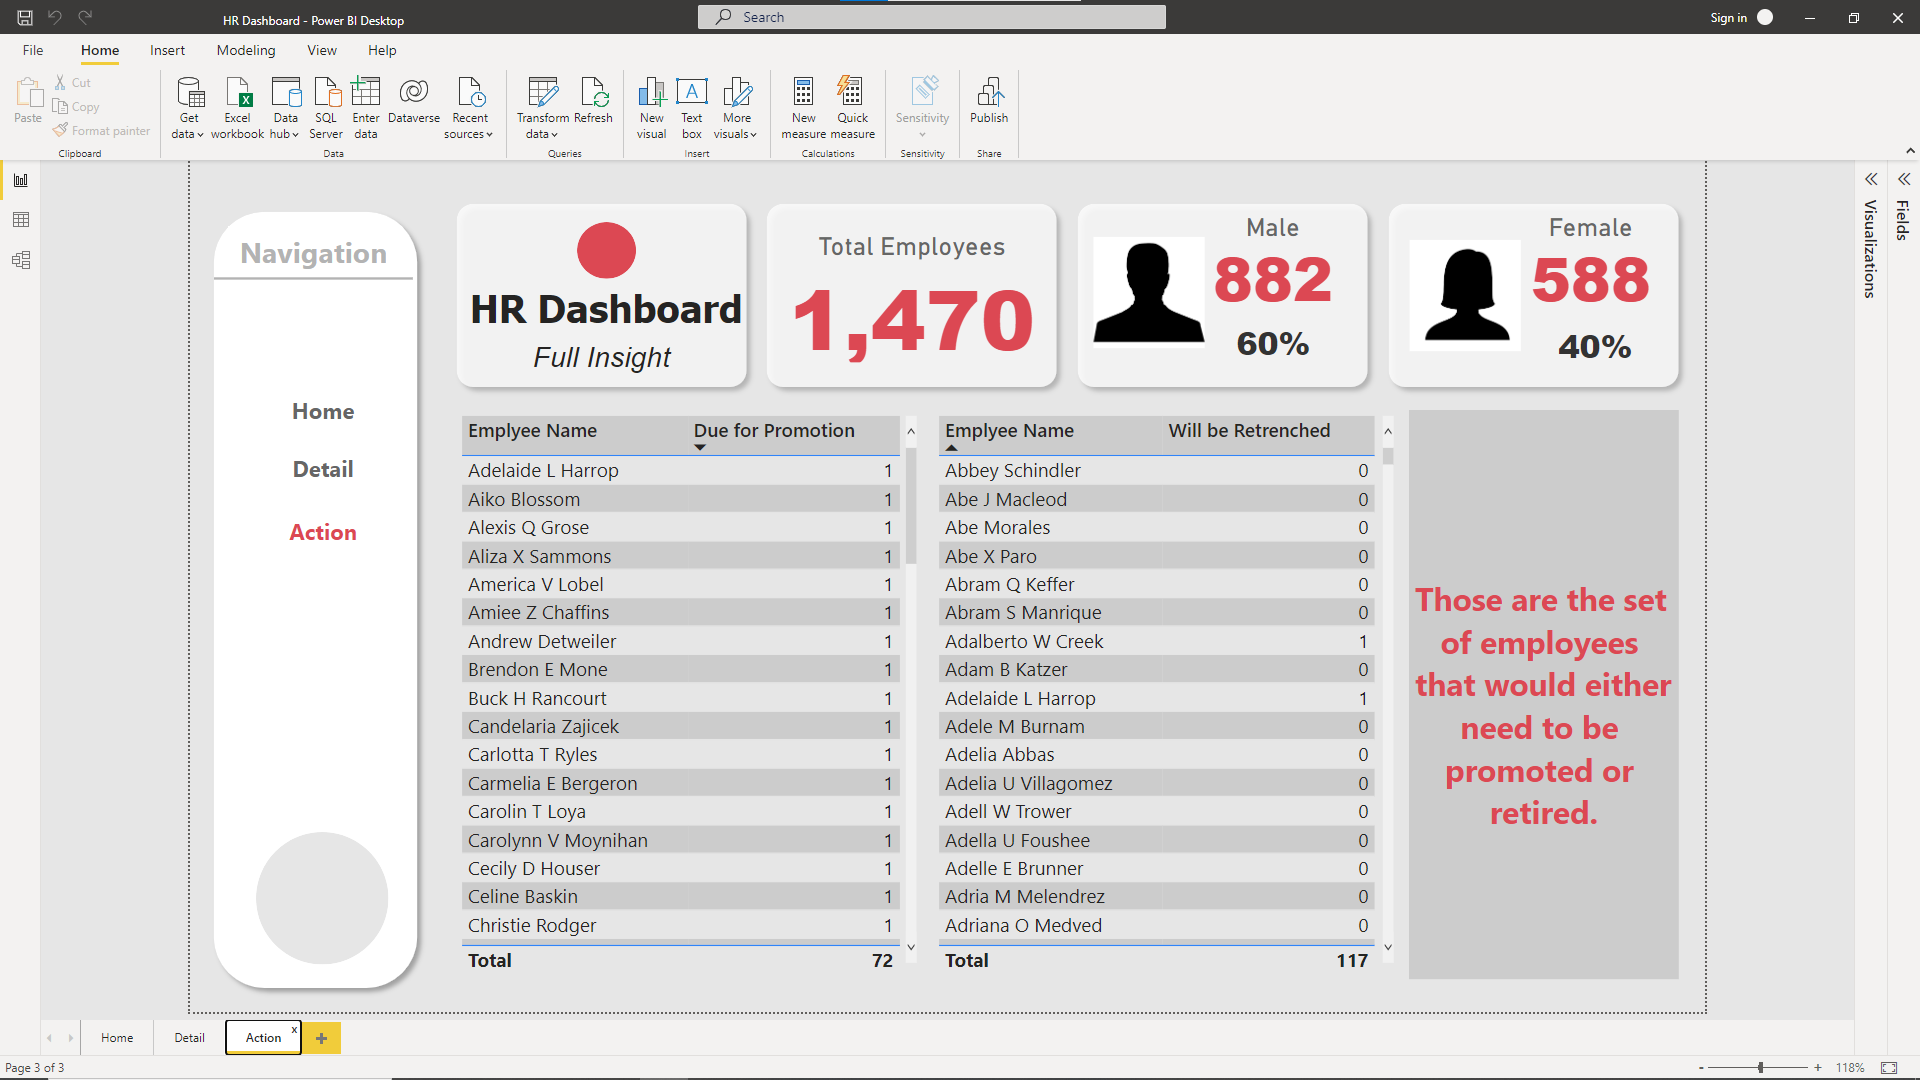 HR Dashboard - Power BI Desktop
Search
Sign in
File Home Insert Modeling View Help
Paste
Cut
Copy
Format painter
Clipboard
Get data
Excel workbook
Data hub
SQL Server
Enter data
Dataverse
Recent sources
Data
Transform data
Refresh
Queries
New visual
Text box
More visuals
Insert
New measure
Quick measure
Calculations
Sensitivity
Sensitivity
Publish
Share
Navigation
Home
Detail
Action
HR Dashboard
Full Insight
Total Employees
1,470
Male
882
60%
Female
588
40%
Emplyee Name Due for Promotion
Adelaide L Harrop 1
Aiko Blossom 1
Alexis Q Grose 1
Aliza X Sammons 1
America V Lobel 1
Amiee Z Chaffins 1
Andrew Detweiler 1
Brendon E Mone 1
Buck H Rancourt 1
Candelaria Zajicek 1
Carlotta T Ryles 1
Carmelia E Bergeron 1
Carolin T Loya 1
Carolynn V Moynihan 1
Cecily D Houser 1
Celine Baskin 1
Christie Rodger 1
Total 72
Emplyee Name Will be Retrenched
Abbey Schindler 0
Abe J Macleod 0
Abe Morales 0
Abe X Paro 0
Abram Q Keffer 0
Abram S Manrique 0
Adalberto W Creek 1
Adam B Katzer 0
Adelaide L Harrop 1
Adele M Burnam 0
Adelia Abbas 0
Adelia U Villagomez 0
Adell W Trower 0
Adella U Foushee 0
Adelle E Brunner 0
Adria M Melendrez 0
Adriana O Medved 0
Total 117
Those are the set
of employees
that would either
need to be
promoted or
retired.
Visualizations
Fields
Home Detail Action x +
Page 3 of 3
- + 118%